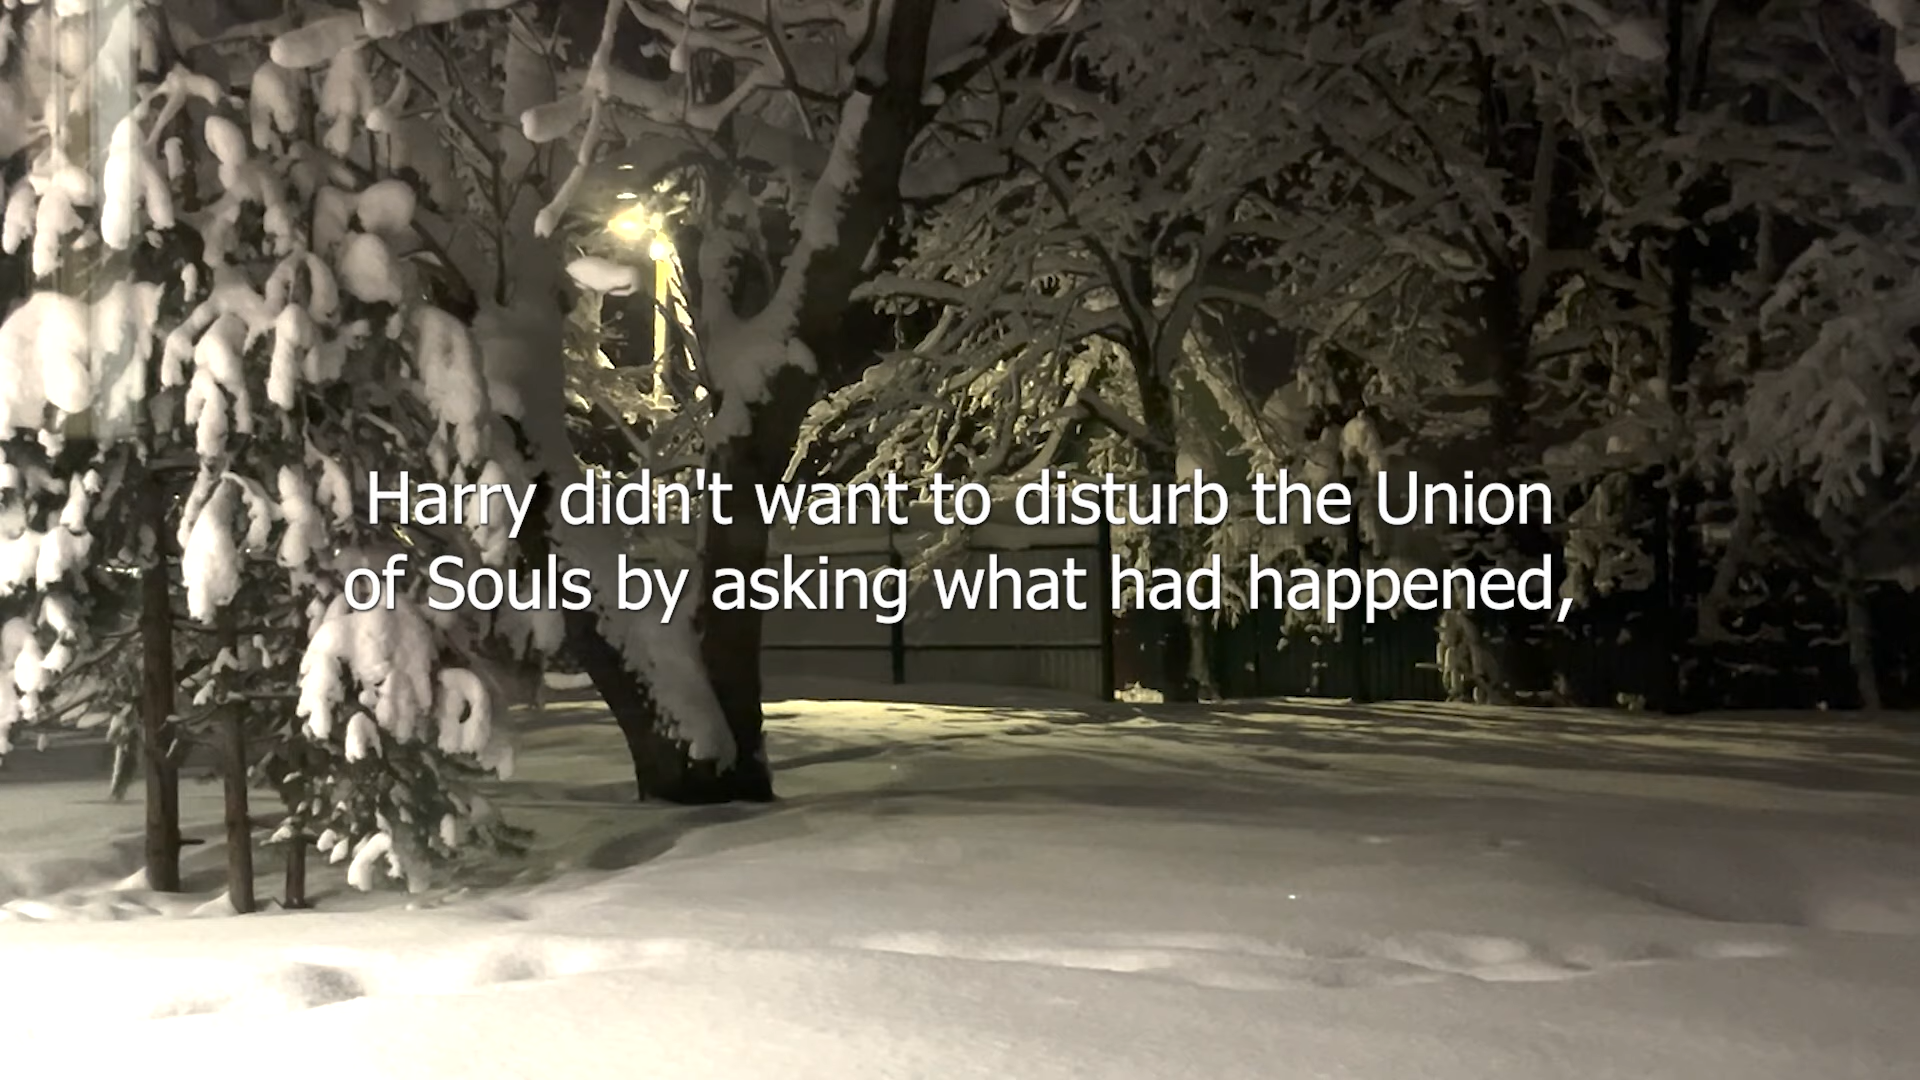 Harry didn't want to disturb the Union
of Souls by asking what had happened,